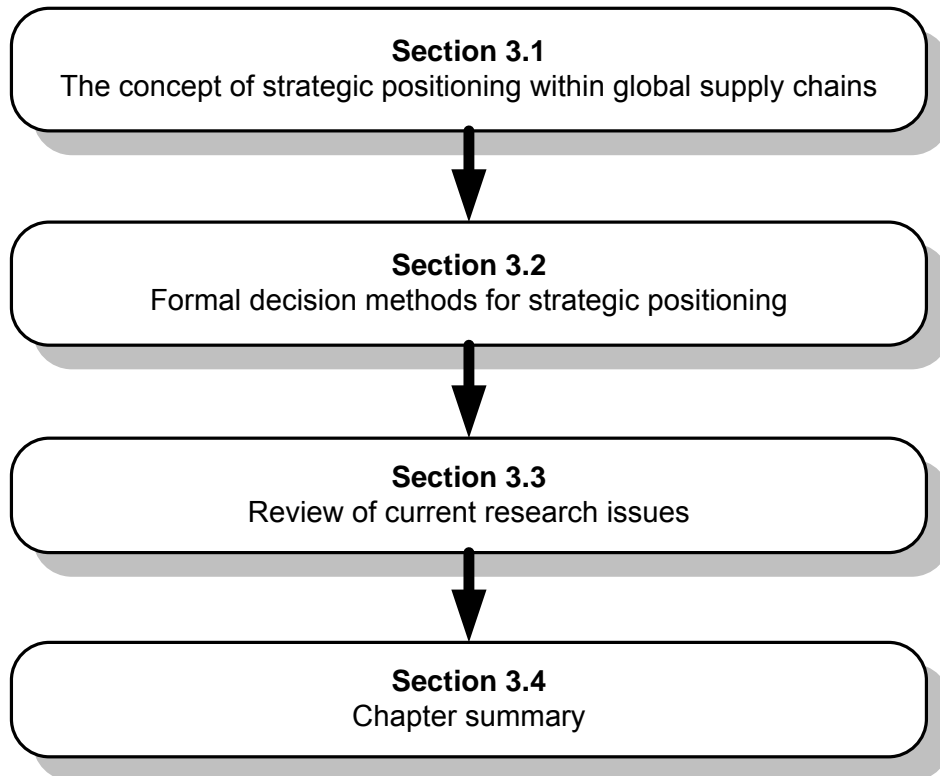 Section 3.1
The concept of strategic positioning within global supply chains
Section 3.2
Formal decision methods for strategic positioning
Section 3.3
Review of current research issues
Section 3.4
Chapter summary